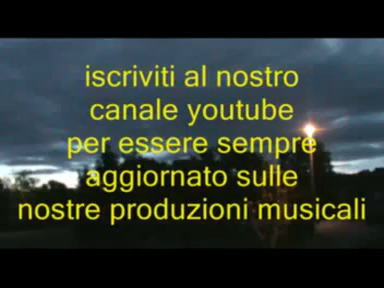 iscriviti al nostro
canale youtube
per essere sempre
aggiornato sulle
nostre produzioni musicali